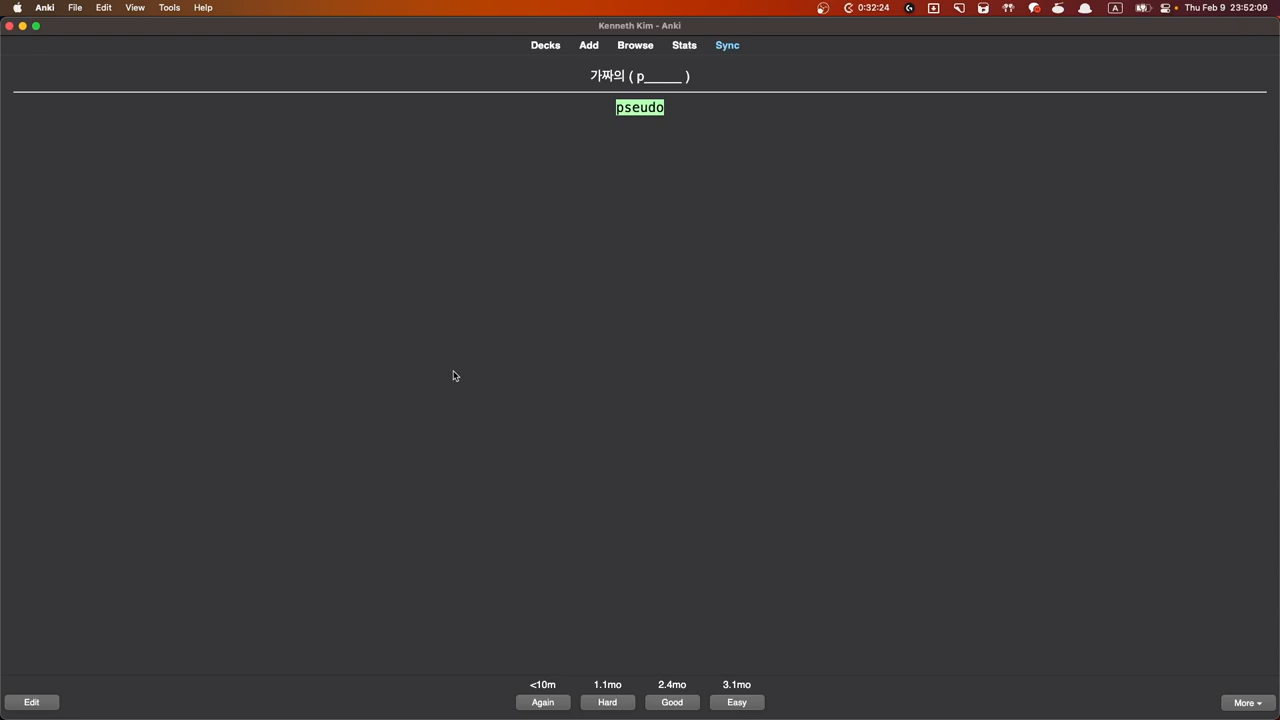 Anki File Edit View Tools Help 0:32:24 A Thu Feb 9 23:52:09
Kenneth Kim - Anki
Decks Add Browse Stats Sync
가짜의 ( p_____ )
pseudo
<10m 1.1mo 2.4mo 3.1mo
Edit Again Hard Good Easy More